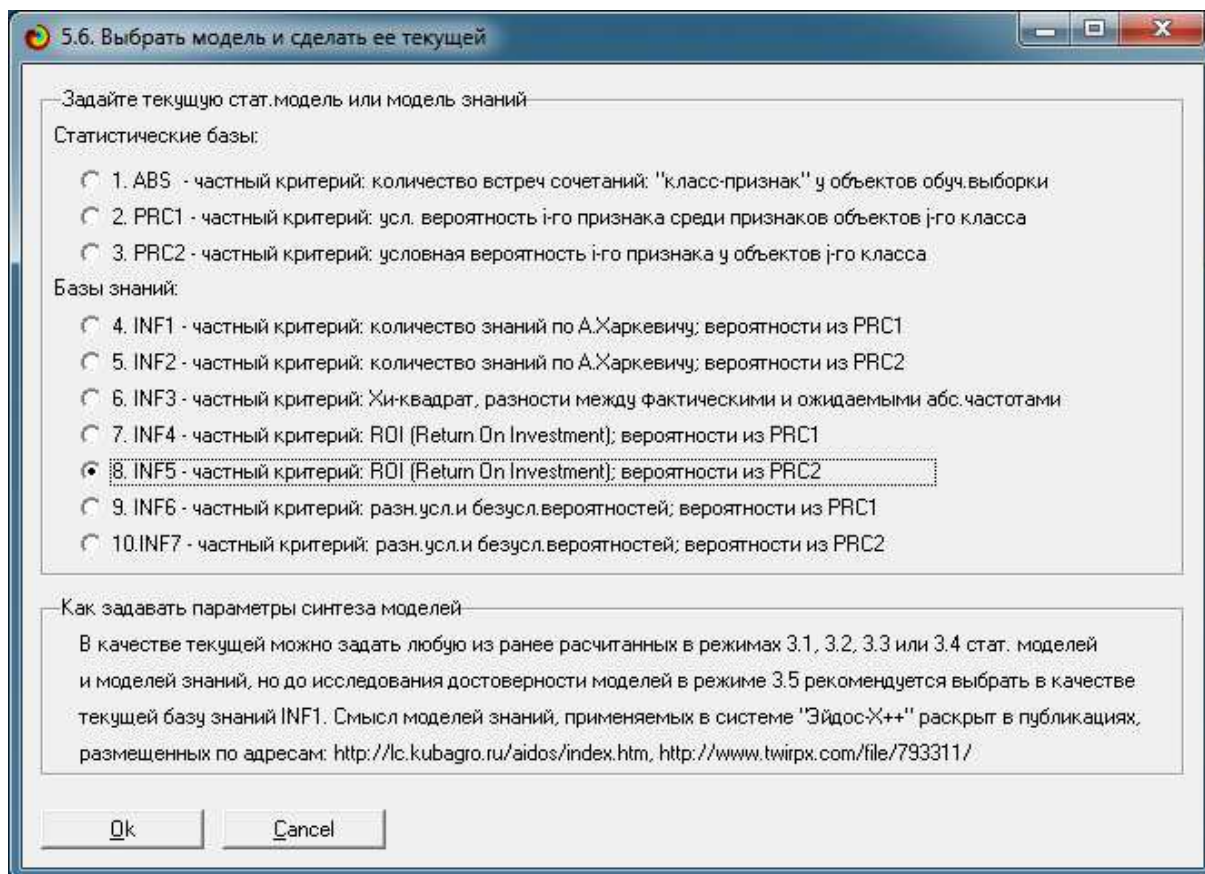 5.6. Выбрать модель и сделать ее текущей
Задайте текущую стат.модель или модель знаний
Статистические базы:
1. ABS - частный критерий: количество встреч сочетаний: "класс-признак" у объектов обуч.выборки
2. PRC1 - частный критерий: усл. вероятность i-го признака среди признаков объектов j-го класса
3. PRC2 - частный критерий: условная вероятность i-го признака у объектов j-го класса
Базы знаний:
4. INF1 - частный критерий: количество знаний по А.Харкевичу; вероятности из PRC1
5. INF2 - частный критерий: количество знаний по А.Харкевичу; вероятности из PRC2
6. INF3 - частный критерий: Хи-квадрат, разности между фактическими и ожидаемыми абс.частотами
7. INF4 - частный критерий: ROI (Return On Investment); вероятности из PRC1
8. INF5 - частный критерий: ROI (Return On Investment); вероятности из PRC2
9. INF6 - частный критерий: разн.усл.и безусл.вероятностей; вероятности из PRC1
10.INF7 - частный критерий: разн.усл.и безусл.вероятностей; вероятности из PRC2
Как задавать параметры синтеза моделей
В качестве текущей можно задать любую из ранее расчитанных в режимах 3.1, 3.2, 3.3 или 3.4 стат. моделей
и моделей знаний, но до исследования достоверности моделей в режиме 3.5 рекомендуется выбрать в качестве
текущей базу знаний INF1. Смысл моделей знаний, применяемых в системе "Эйдос-X++" раскрыт в публикациях,
размещенных по адресам: http://lc.kubagro.ru/aidos/index.htm, http://www.twirpx.com/file/793311/
Ok
Cancel